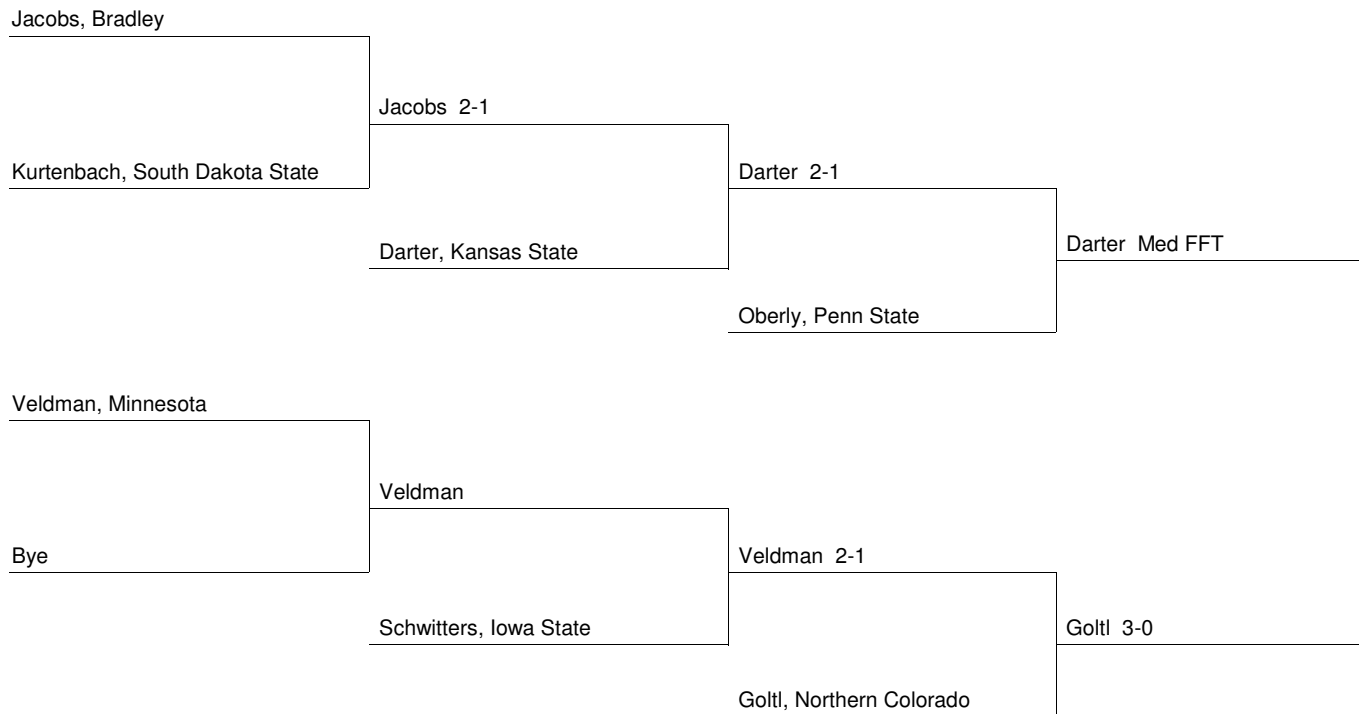 Jacobs, Bradley
Jacobs 2-1
Kurtenbach, South Dakota State
Darter 2-1
Darter, Kansas State
Darter Med FFT
Oberly, Penn State
Veldman, Minnesota
Veldman
Bye
Veldman 2-1
Schwitters, Iowa State
Goltl 3-0
Goltl, Northern Colorado